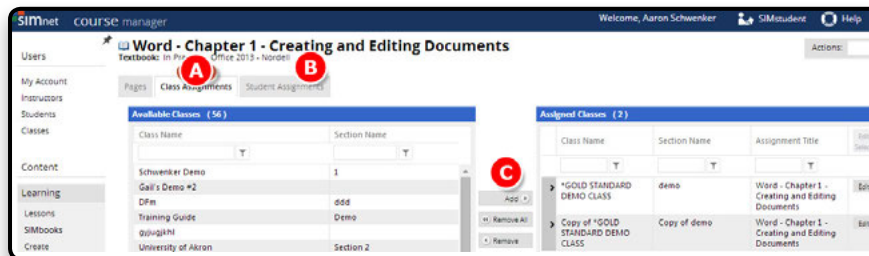 SIMnet course manager
Welcome, Aaron Schwenker
SIMstudent
Help
Users
My Account
Instructors
Students
Classes
Content
Learning
Lessons
SIMbooks
Create
Word - Chapter 1 - Creating and Editing Documents
Textbook: In Office 2013 - Nordell
Actions:
A
B
Pages
Class Assignments
Student Assignments
Available Classes (56)
Class Name
Section Name
Schwenker Demo
1
Gail's Demo #2
DFm
ddd
Training Guide
Demo
gyjugjkhl
University of Akron
Section 2
C
Add
Remove All
Remove
Assigned Classes (2)
Class Name
Section Name
Assignment Title
*GOLD STANDARD
DEMO CLASS
demo
Word - Chapter 1 -
Creating and Editing
Documents
Copy of *GOLD
STANDARD DEMO
CLASS
Copy of demo
Word - Chapter 1 -
Creating and Editing
Documents